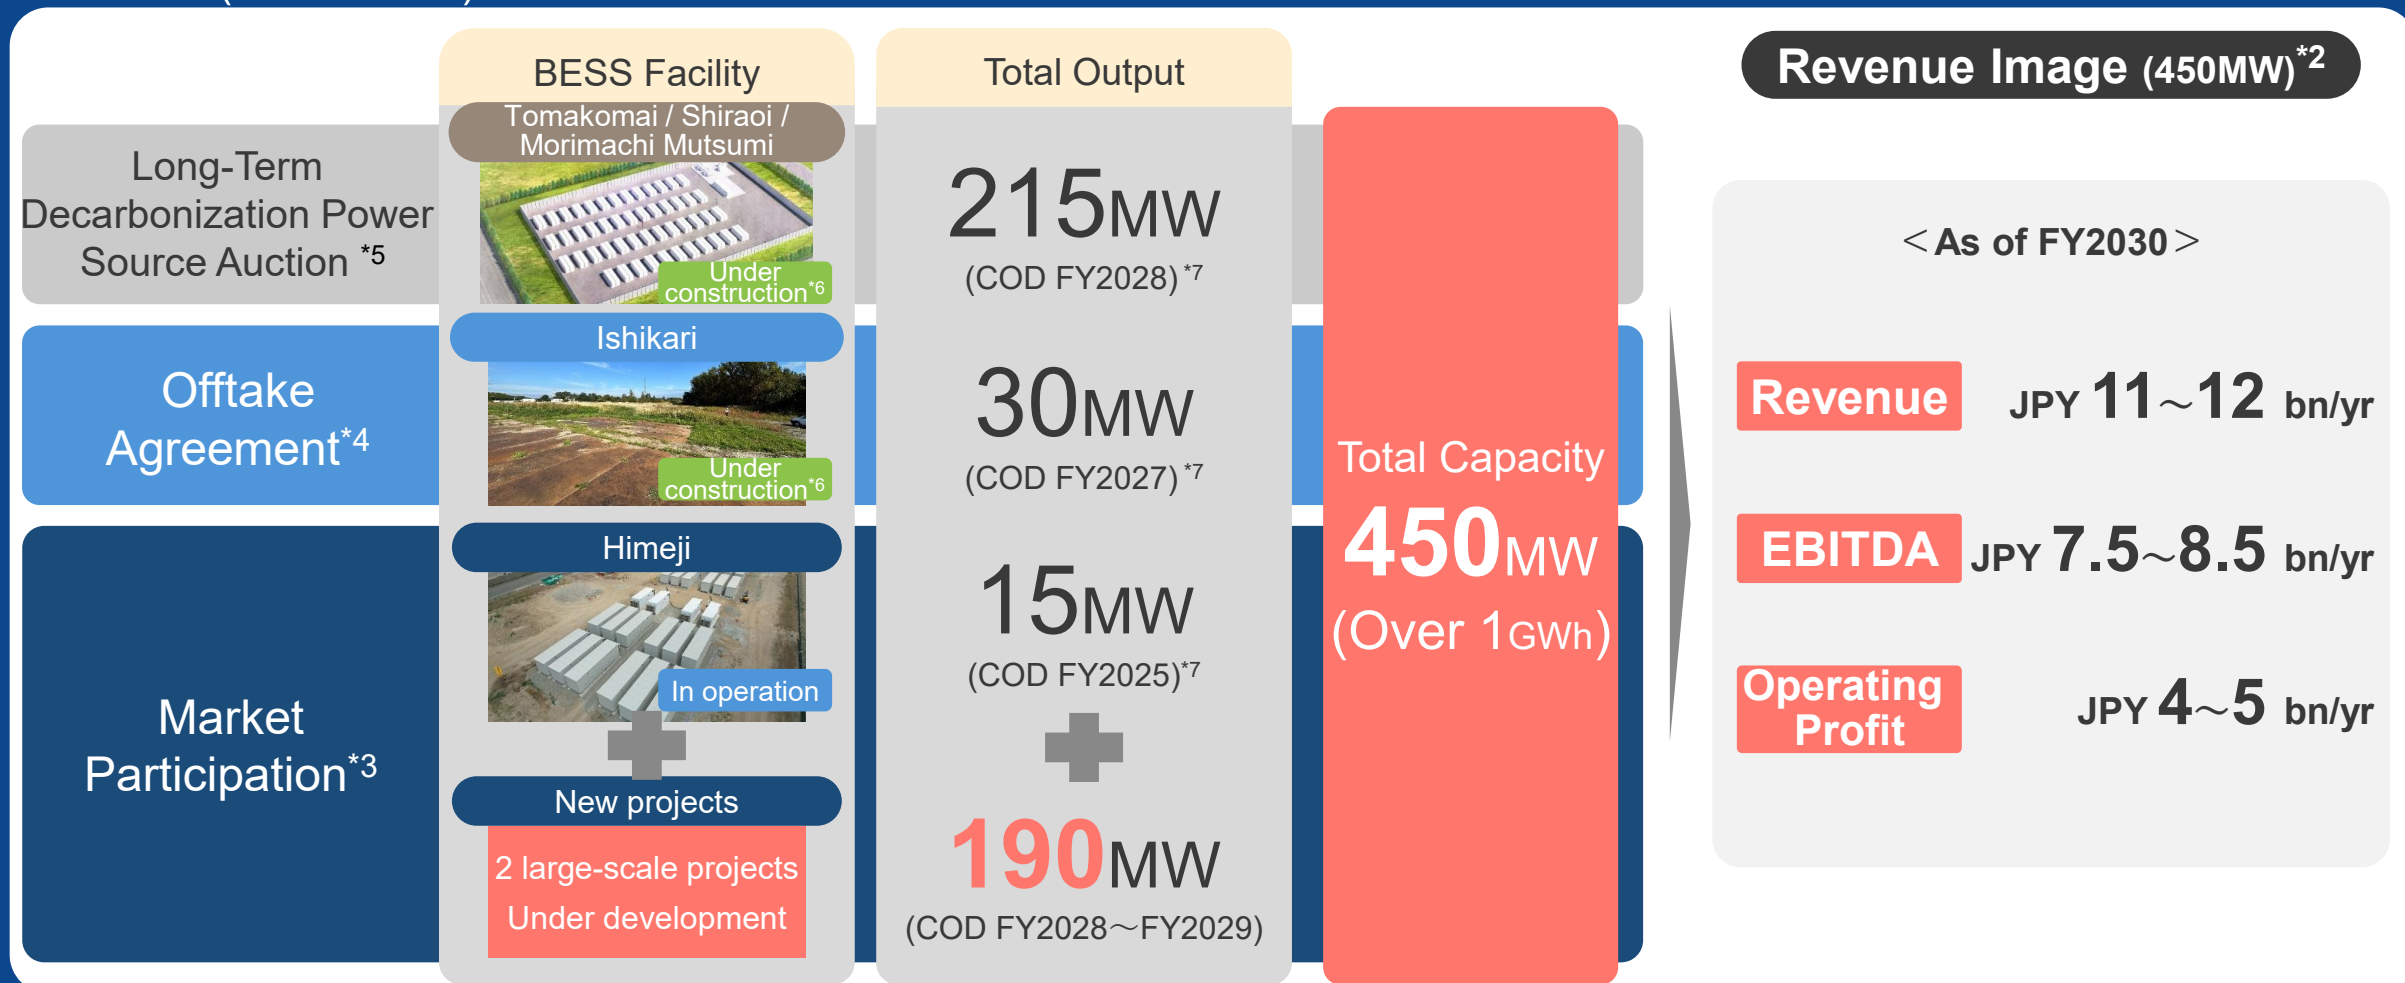 BESS Facility
Total Output
Revenue Image (450MW)*2
Long-Term
Decarbonization Power
Source Auction *5
Tomakomai / Shiraoi /
Morimachi Mutsumi
Under
construction*6
215MW
(COD FY2028)*7
Offtake
Agreement*4
Ishikari
Under
construction*6
30MW
(COD FY2027)*7
Market
Participation*3
Himeji
In operation
15MW
(COD FY2025)*7
New projects
2 large-scale projects
Under development
190MW
(COD FY2028～FY2029)
Total Capacity
450MW
(Over 1GWh)
＜As of FY2030＞
Revenue
JPY 11～12 bn/yr
EBITDA
JPY 7.5～8.5 bn/yr
Operating
Profit
JPY 4～5 bn/yr